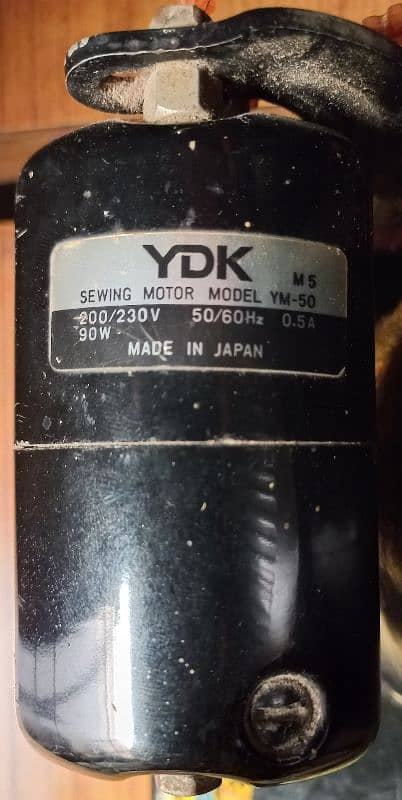 YDK
M5
SEWING MOTOR MODEL YM-50
200/230V 50/60Hz 0.5A
90W
MADE IN JAPAN